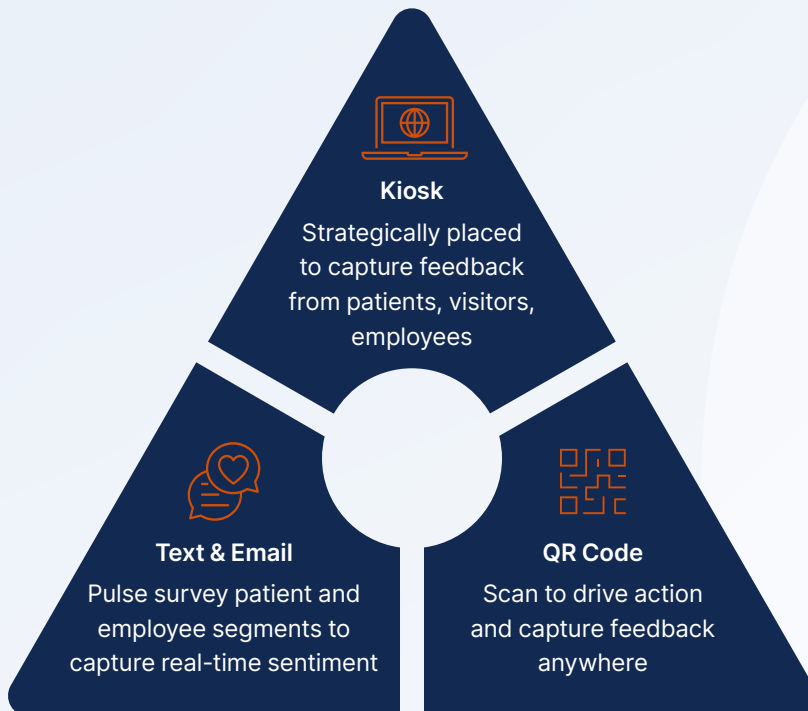 Kiosk
Strategically placed
to capture feedback
from patients, visitors,
employees
Text & Email
Pulse survey patient and
employee segments to
capture real-time sentiment
QR Code
Scan to drive action
and capture feedback
anywhere